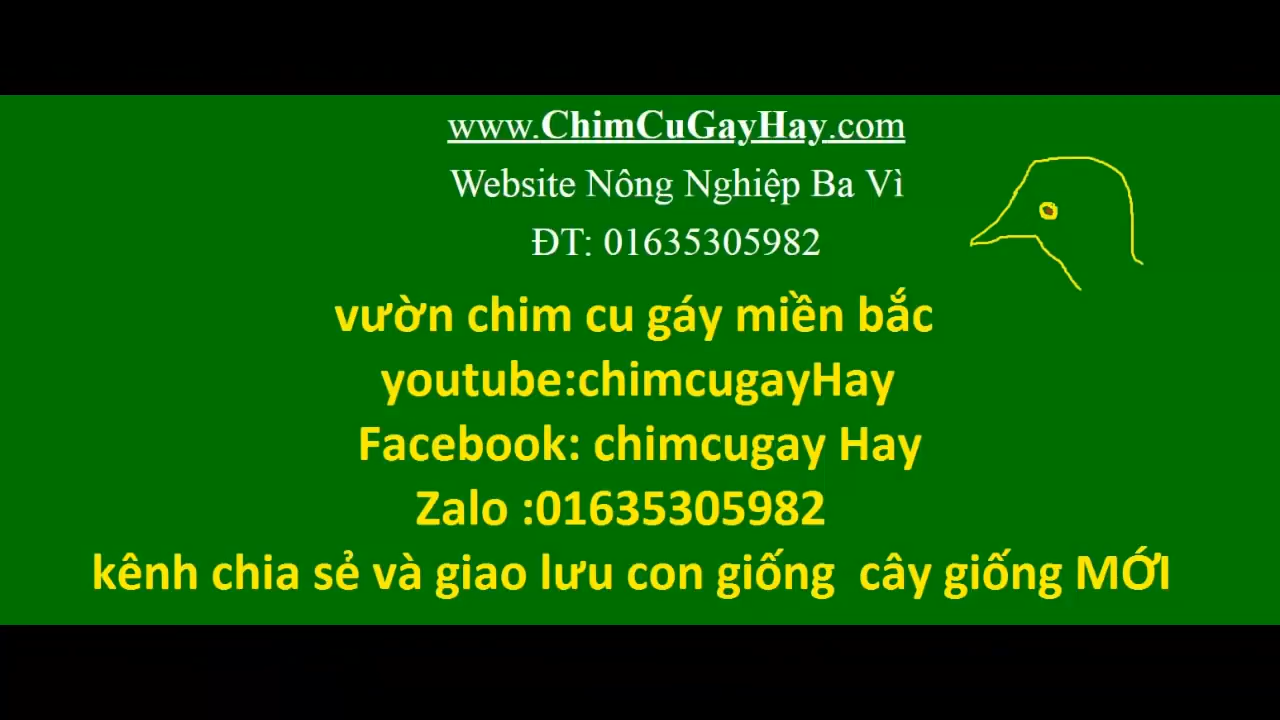 www.ChimCuGayHay.com
Website Nông Nghiệp Ba Vì
ĐT: 01635305982
vườn chim cu gáy miền bắc
youtube:chimcugayHay
Facebook: chimcugay Hay
Zalo :01635305982
kênh chia sẻ và giao lưu con giống  cây giống MỚI